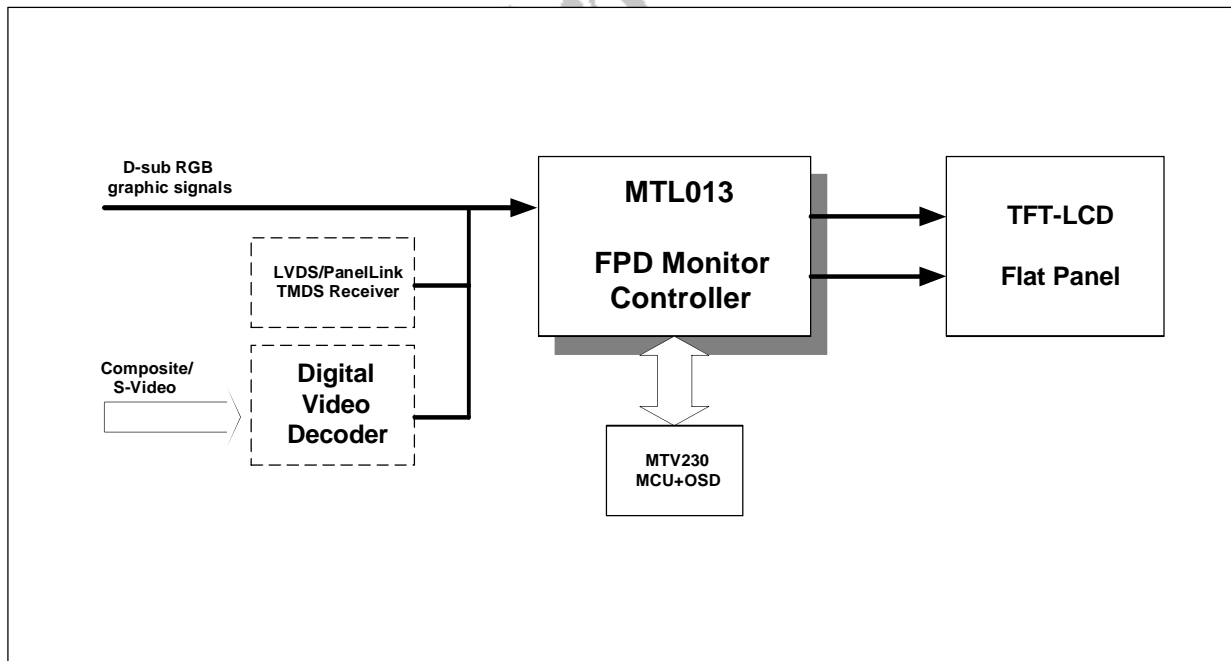 D-sub RGB
graphic signals
LVDS/PanelLink
TMDS Receiver
Composite/
S-Video
Digital
Video
Decoder
MTL013
FPD Monitor
Controller
MTV230
MCU+OSD
TFT-LCD
Flat Panel